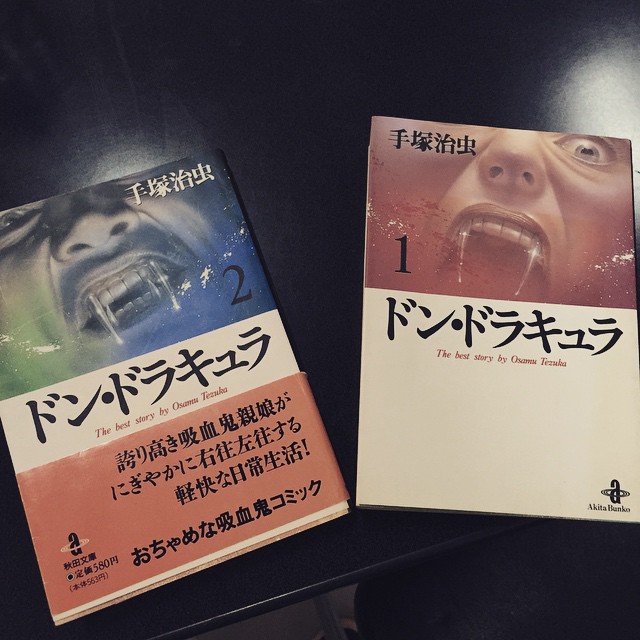 手塚治虫
2
ドン・ドラキュラ
The best story by Osamu Tezuka
誇り高き吸血鬼親娘が
にぎやかに右往左往する
軽快な日常生活!
おちゃめな吸血鬼コミック
a
秋田文庫
●定価580円
(本体563円)
手塚治虫
1
ドン・ドラキュラ
The best story by Osamu Tezuka
a
Akita Bunko